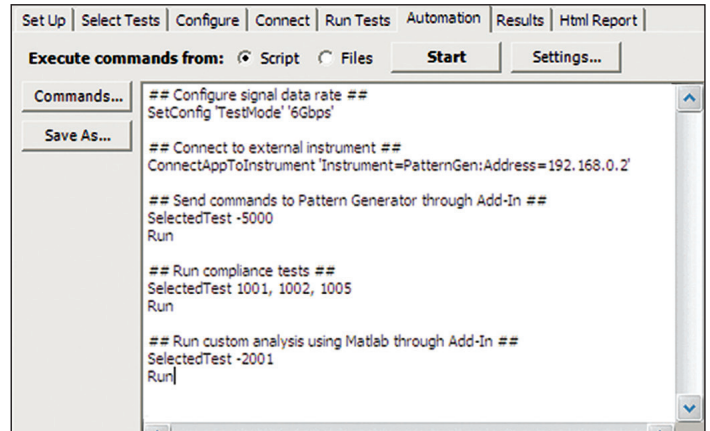 Set Up Select Tests Configure Connect Run Tests Automation Results Html Report
Execute commands from: Script Files Start Settings...
Commands...
Save As...
## Configure signal data rate ##
SetConfig 'TestMode' '6Gbps'
## Connect to external instrument ##
ConnectAppToInstrument 'Instrument=PatternGen:Address=192.168.0.2'
## Send commands to Pattern Generator through Add-In ##
SelectedTest -5000
Run
## Run compliance tests ##
SelectedTest 1001, 1002, 1005
Run
## Run custom analysis using Matlab through Add-In ##
SelectedTest -2001
Run